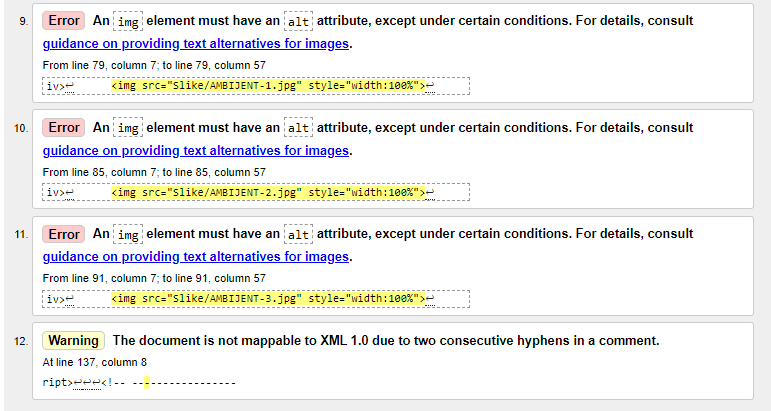 9. Error An img element must have an alt attribute, except under certain conditions. For details, consult
guidance on providing text alternatives for images.
From line 79, column 7; to line 79, column 57
iv>↩ <img src="Slike/AMBIJENT-1.jpg" style="width:100%">↩
10. Error An img element must have an alt attribute, except under certain conditions. For details, consult
guidance on providing text alternatives for images.
From line 85, column 7; to line 85, column 57
iv>↩ <img src="Slike/AMBIJENT-2.jpg" style="width:100%">↩
11. Error An img element must have an alt attribute, except under certain conditions. For details, consult
guidance on providing text alternatives for images.
From line 91, column 7; to line 91, column 57
iv>↩ <img src="Slike/AMBIJENT-3.jpg" style="width:100%">↩
12. Warning The document is not mappable to XML 1.0 due to two consecutive hyphens in a comment.
At line 137, column 8
ript>↩↩↩<!-- -----------------